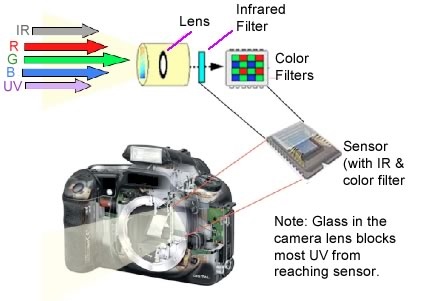 Lens
Infrared
Filter
IR
R
G
B
UV
Color
Filters
Sensor
(with IR &
color filter
Note: Glass in the
camera lens blocks
most UV from
reaching sensor.